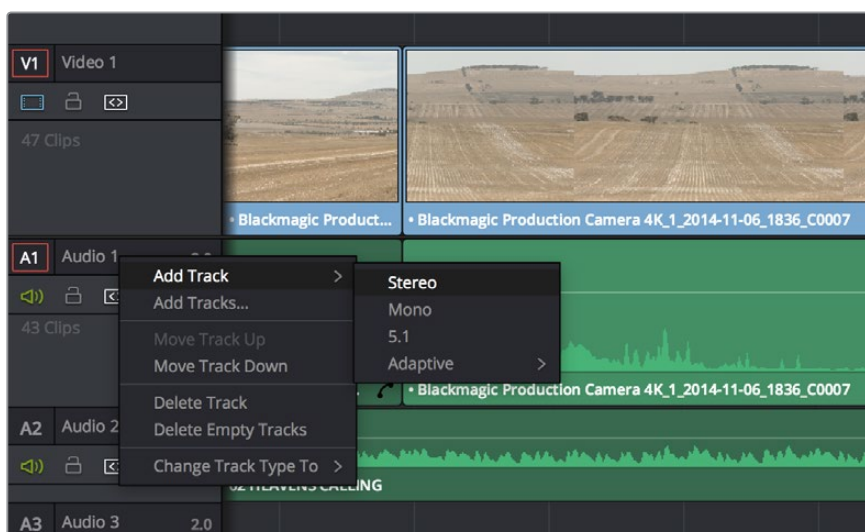 V1 Video 1
47 Clips
• Blackmagic Product...
• Blackmagic Production Camera 4K_1_2014-11-06_1836_C0007
A1 Audio 1
43 Clips
Add Track >
Add Tracks...
Move Track Up
Move Track Down
Delete Track
Delete Empty Tracks
Change Track Type To >
Stereo
Mono
5.1
Adaptive >
• Blackmagic Production Camera 4K_1_2014-11-06_1836_C0007
A2 Audio 2
CALLING
A3 Audio 3 2.0